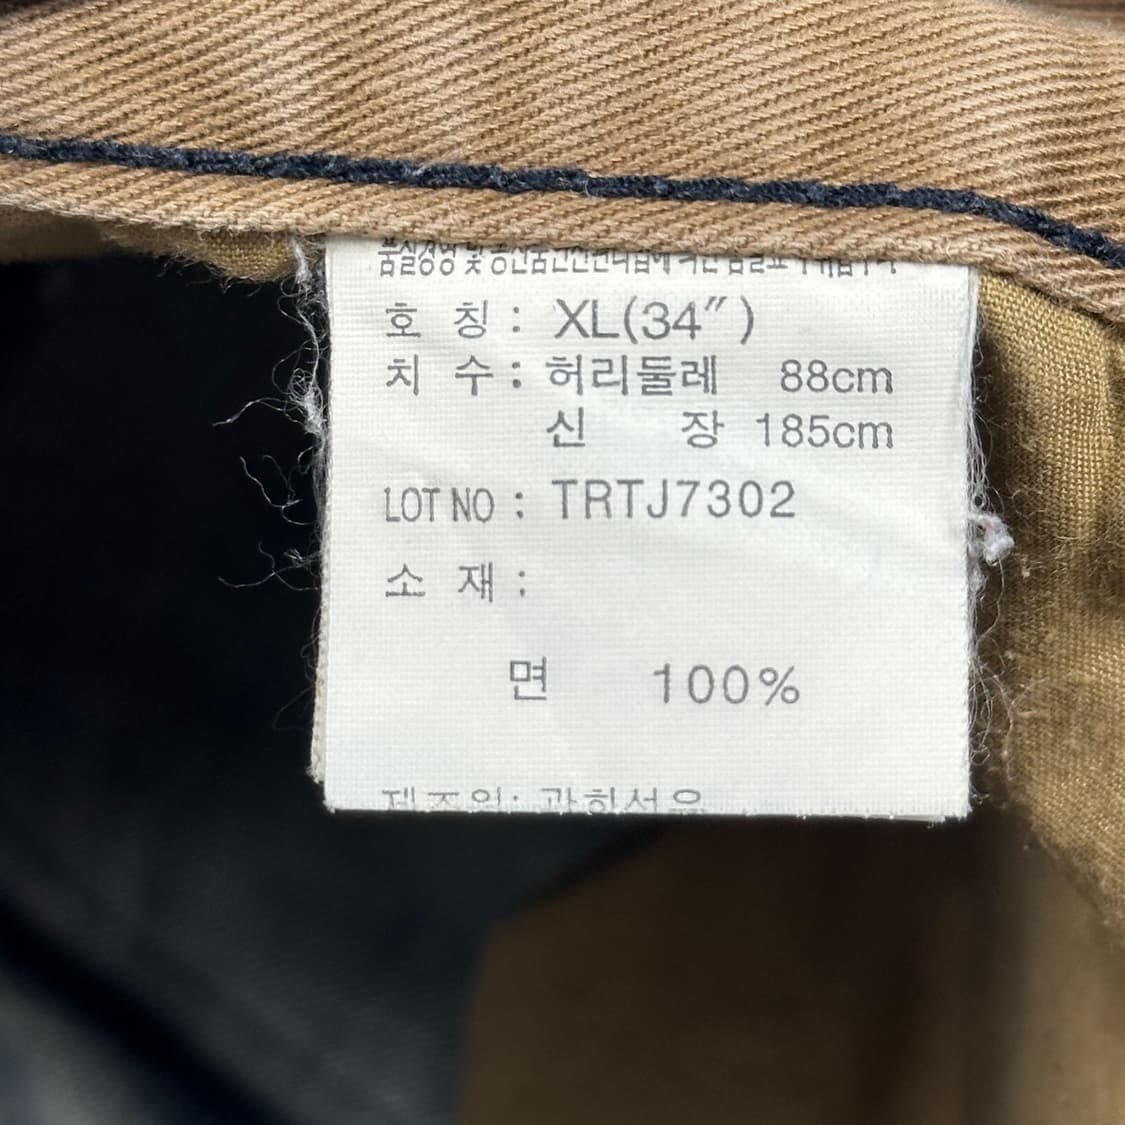 호 칭 : XL(34″)
치 수 : 허리둘레 88cm
신 장 185cm
LOT NO : TRTJ7302
소 재 :
면 100%